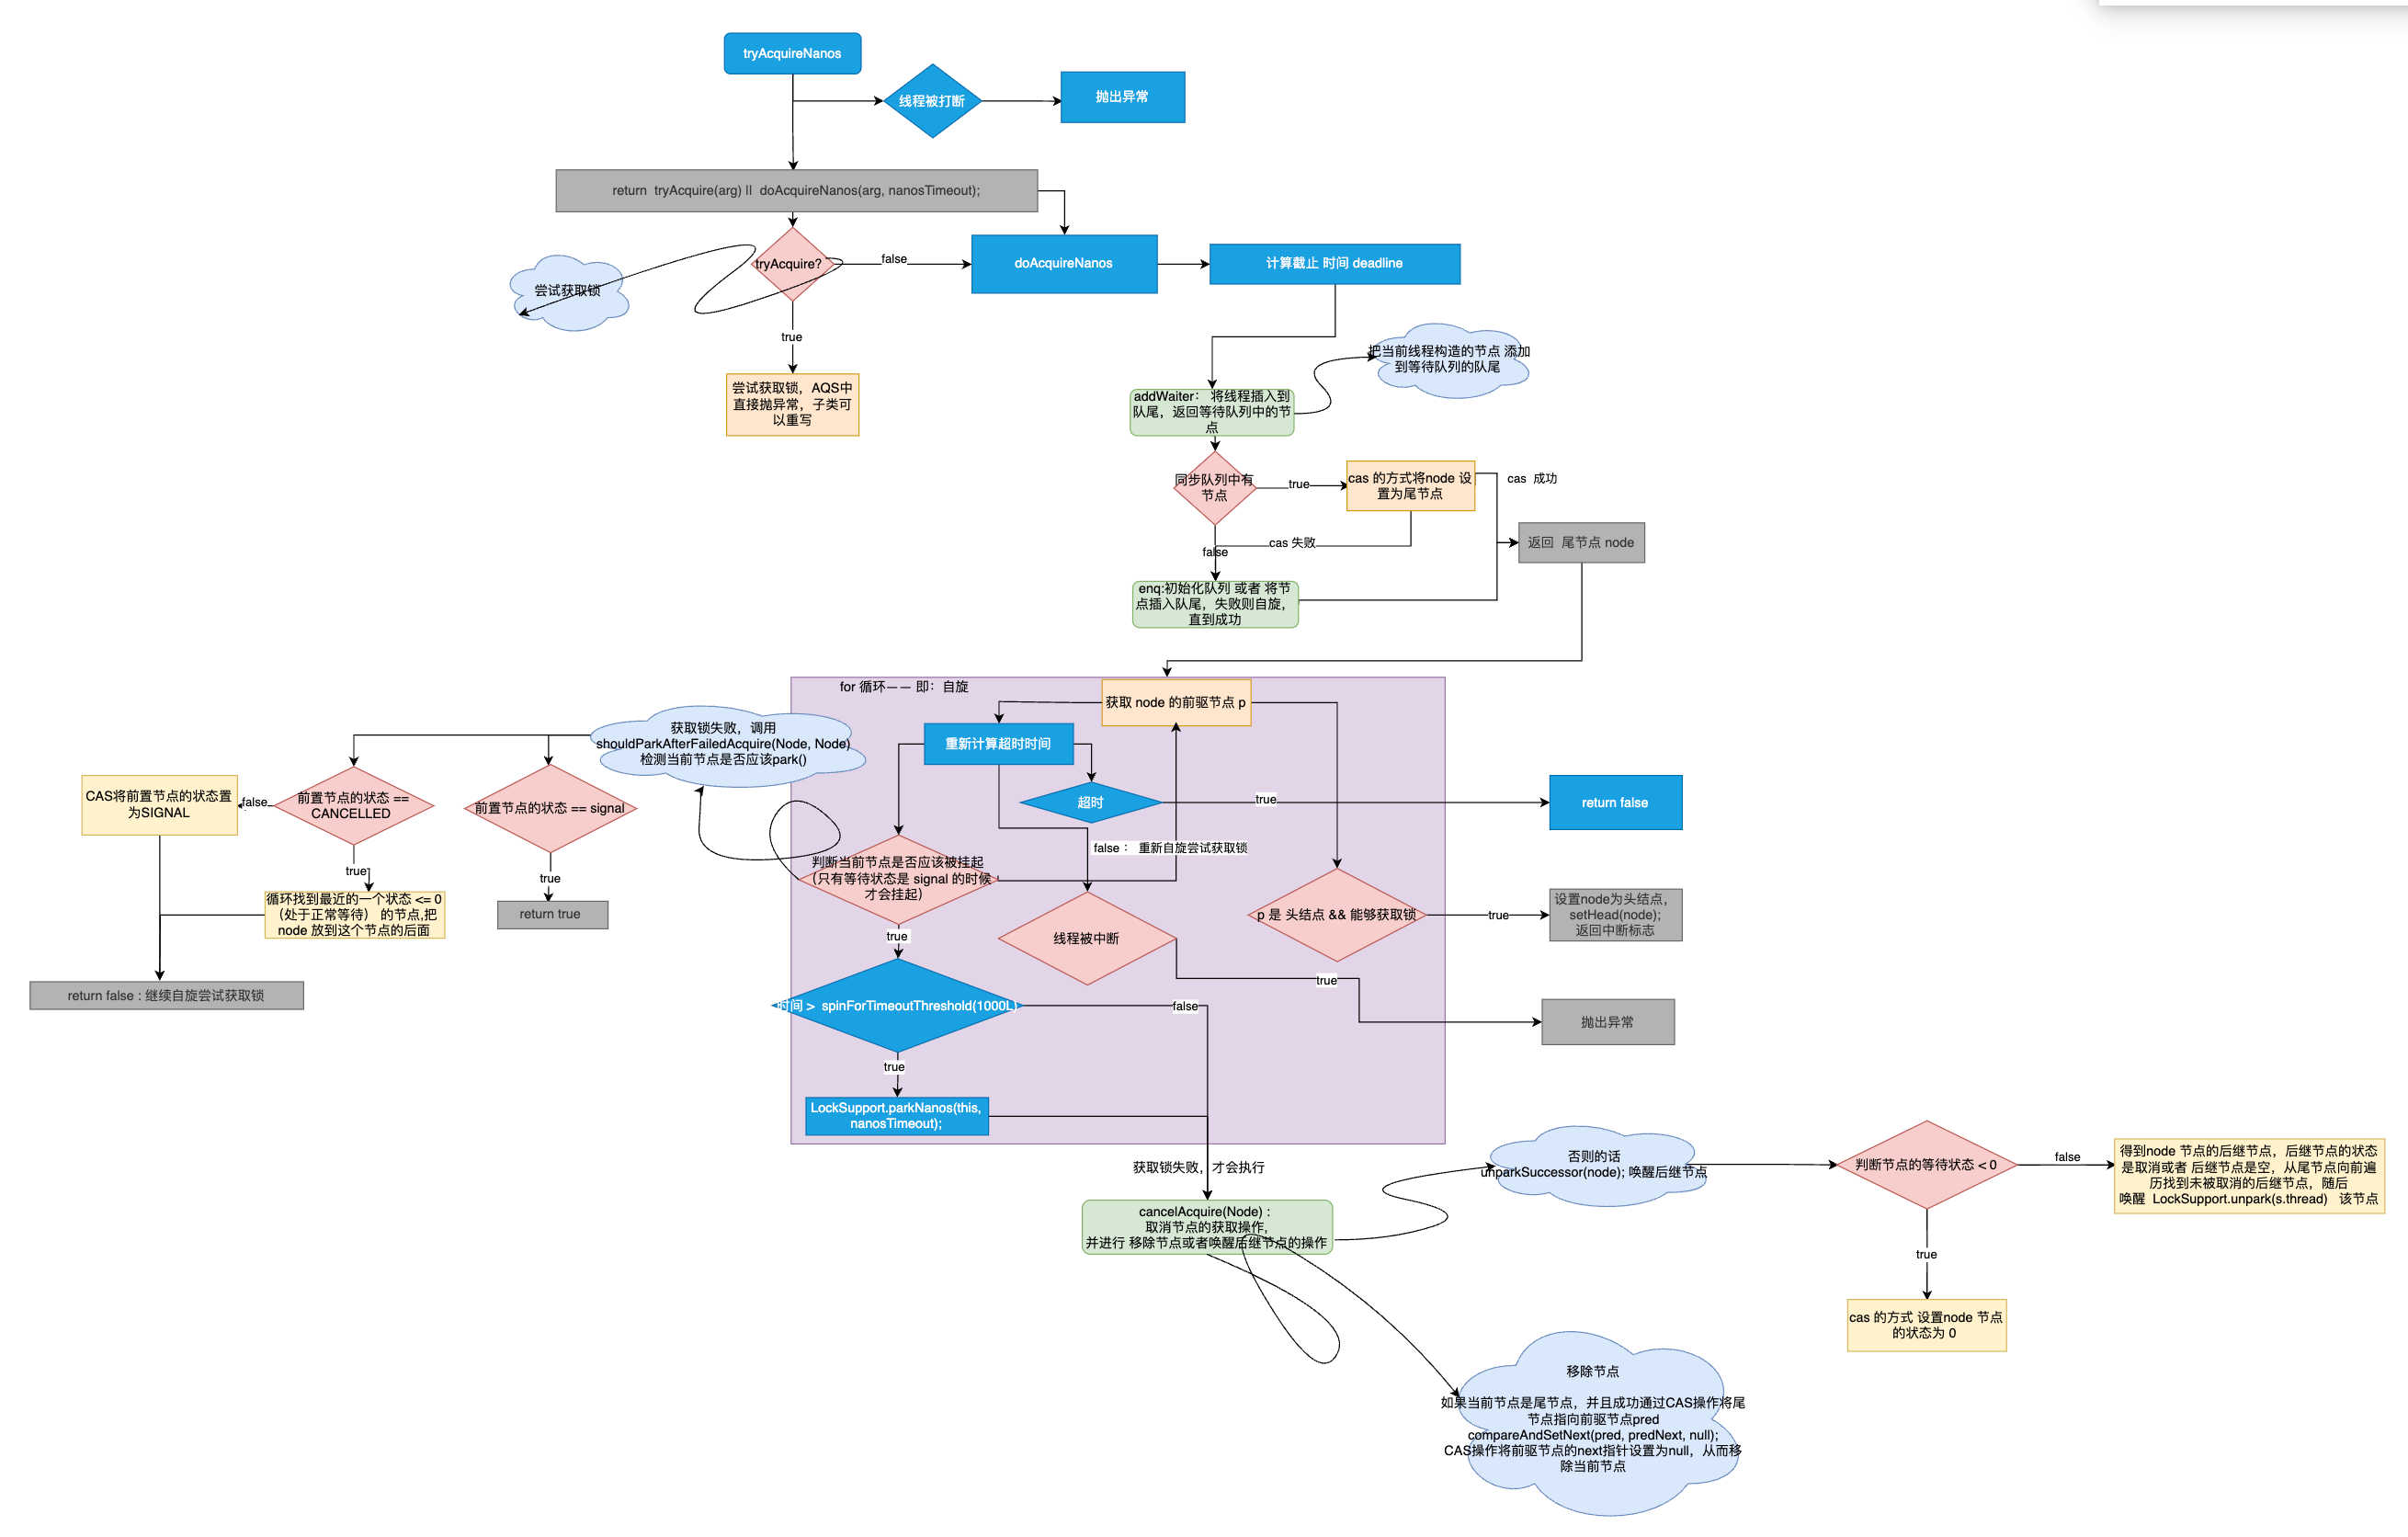 tryAcquireNanos
线程被打断
抛出异常
return  tryAcquire(arg) ||  doAcquireNanos(arg, nanosTimeout);
tryAcquire?
false
doAcquireNanos
计算截止 时间 deadline
尝试获取锁
true
尝试获取锁，AQS中
直接抛异常，子类可
以重写
把当前线程构造的节点 添加
到等待队列的队尾
addWaiter： 将线程插入到
队尾，返回等待队列中的节
点
同步队列中有
节点
true
cas 的方式将node 设
置为尾节点
cas  成功
cas 失败
false
返回  尾节点 node
enq:初始化队列 或者 将节
点插入队尾，失败则自旋，
直到成功
for 循环—— 即：自旋
获取 node 的前驱节点 p
重新计算超时时间
获取锁失败，调用
shouldParkAfterFailedAcquire(Node, Node)
检测当前节点是否应该park()
CAS将前置节点的状态置
为SIGNAL
false
前置节点的状态 ==
CANCELLED
前置节点的状态 == signal
超时
true
return false
false： 重新自旋尝试获取锁
判断当前节点是否应该被挂起
（只有等待状态是 signal 的时候
才会挂起）
true
循环找到最近的一个状态 <= 0
（处于正常等待） 的节点,把
node 放到这个节点的后面
true
return true
p 是 头结点 && 能够获取锁
true
设置node为头结点，
setHead(node);
返回中断标志
true
线程被中断
true
return false : 继续自旋尝试获取锁
时间 >  spinForTimeoutThreshold(1000L)
false
抛出异常
true
LockSupport.parkNanos(this,
nanosTimeout);
获取锁失败，才会执行
cancelAcquire(Node) :
取消节点的获取操作,
并进行 移除节点或者唤醒后继节点的操作
否则的话
unparkSuccessor(node); 唤醒后继节点
判断节点的等待状态 < 0
false
得到node 节点的后继节点，后继节点的状态
是取消或者 后继节点是空，从尾节点向前遍
历找到未被取消的后继节点，随后
唤醒  LockSupport.unpark(s.thread)   该节点
true
cas 的方式 设置node 节点
的状态为 0
移除节点
如果当前节点是尾节点，并且成功通过CAS操作将尾
节点指向前驱节点pred
compareAndSetNext(pred, predNext, null);
CAS操作将前驱节点的next指针设置为null，从而移
除当前节点